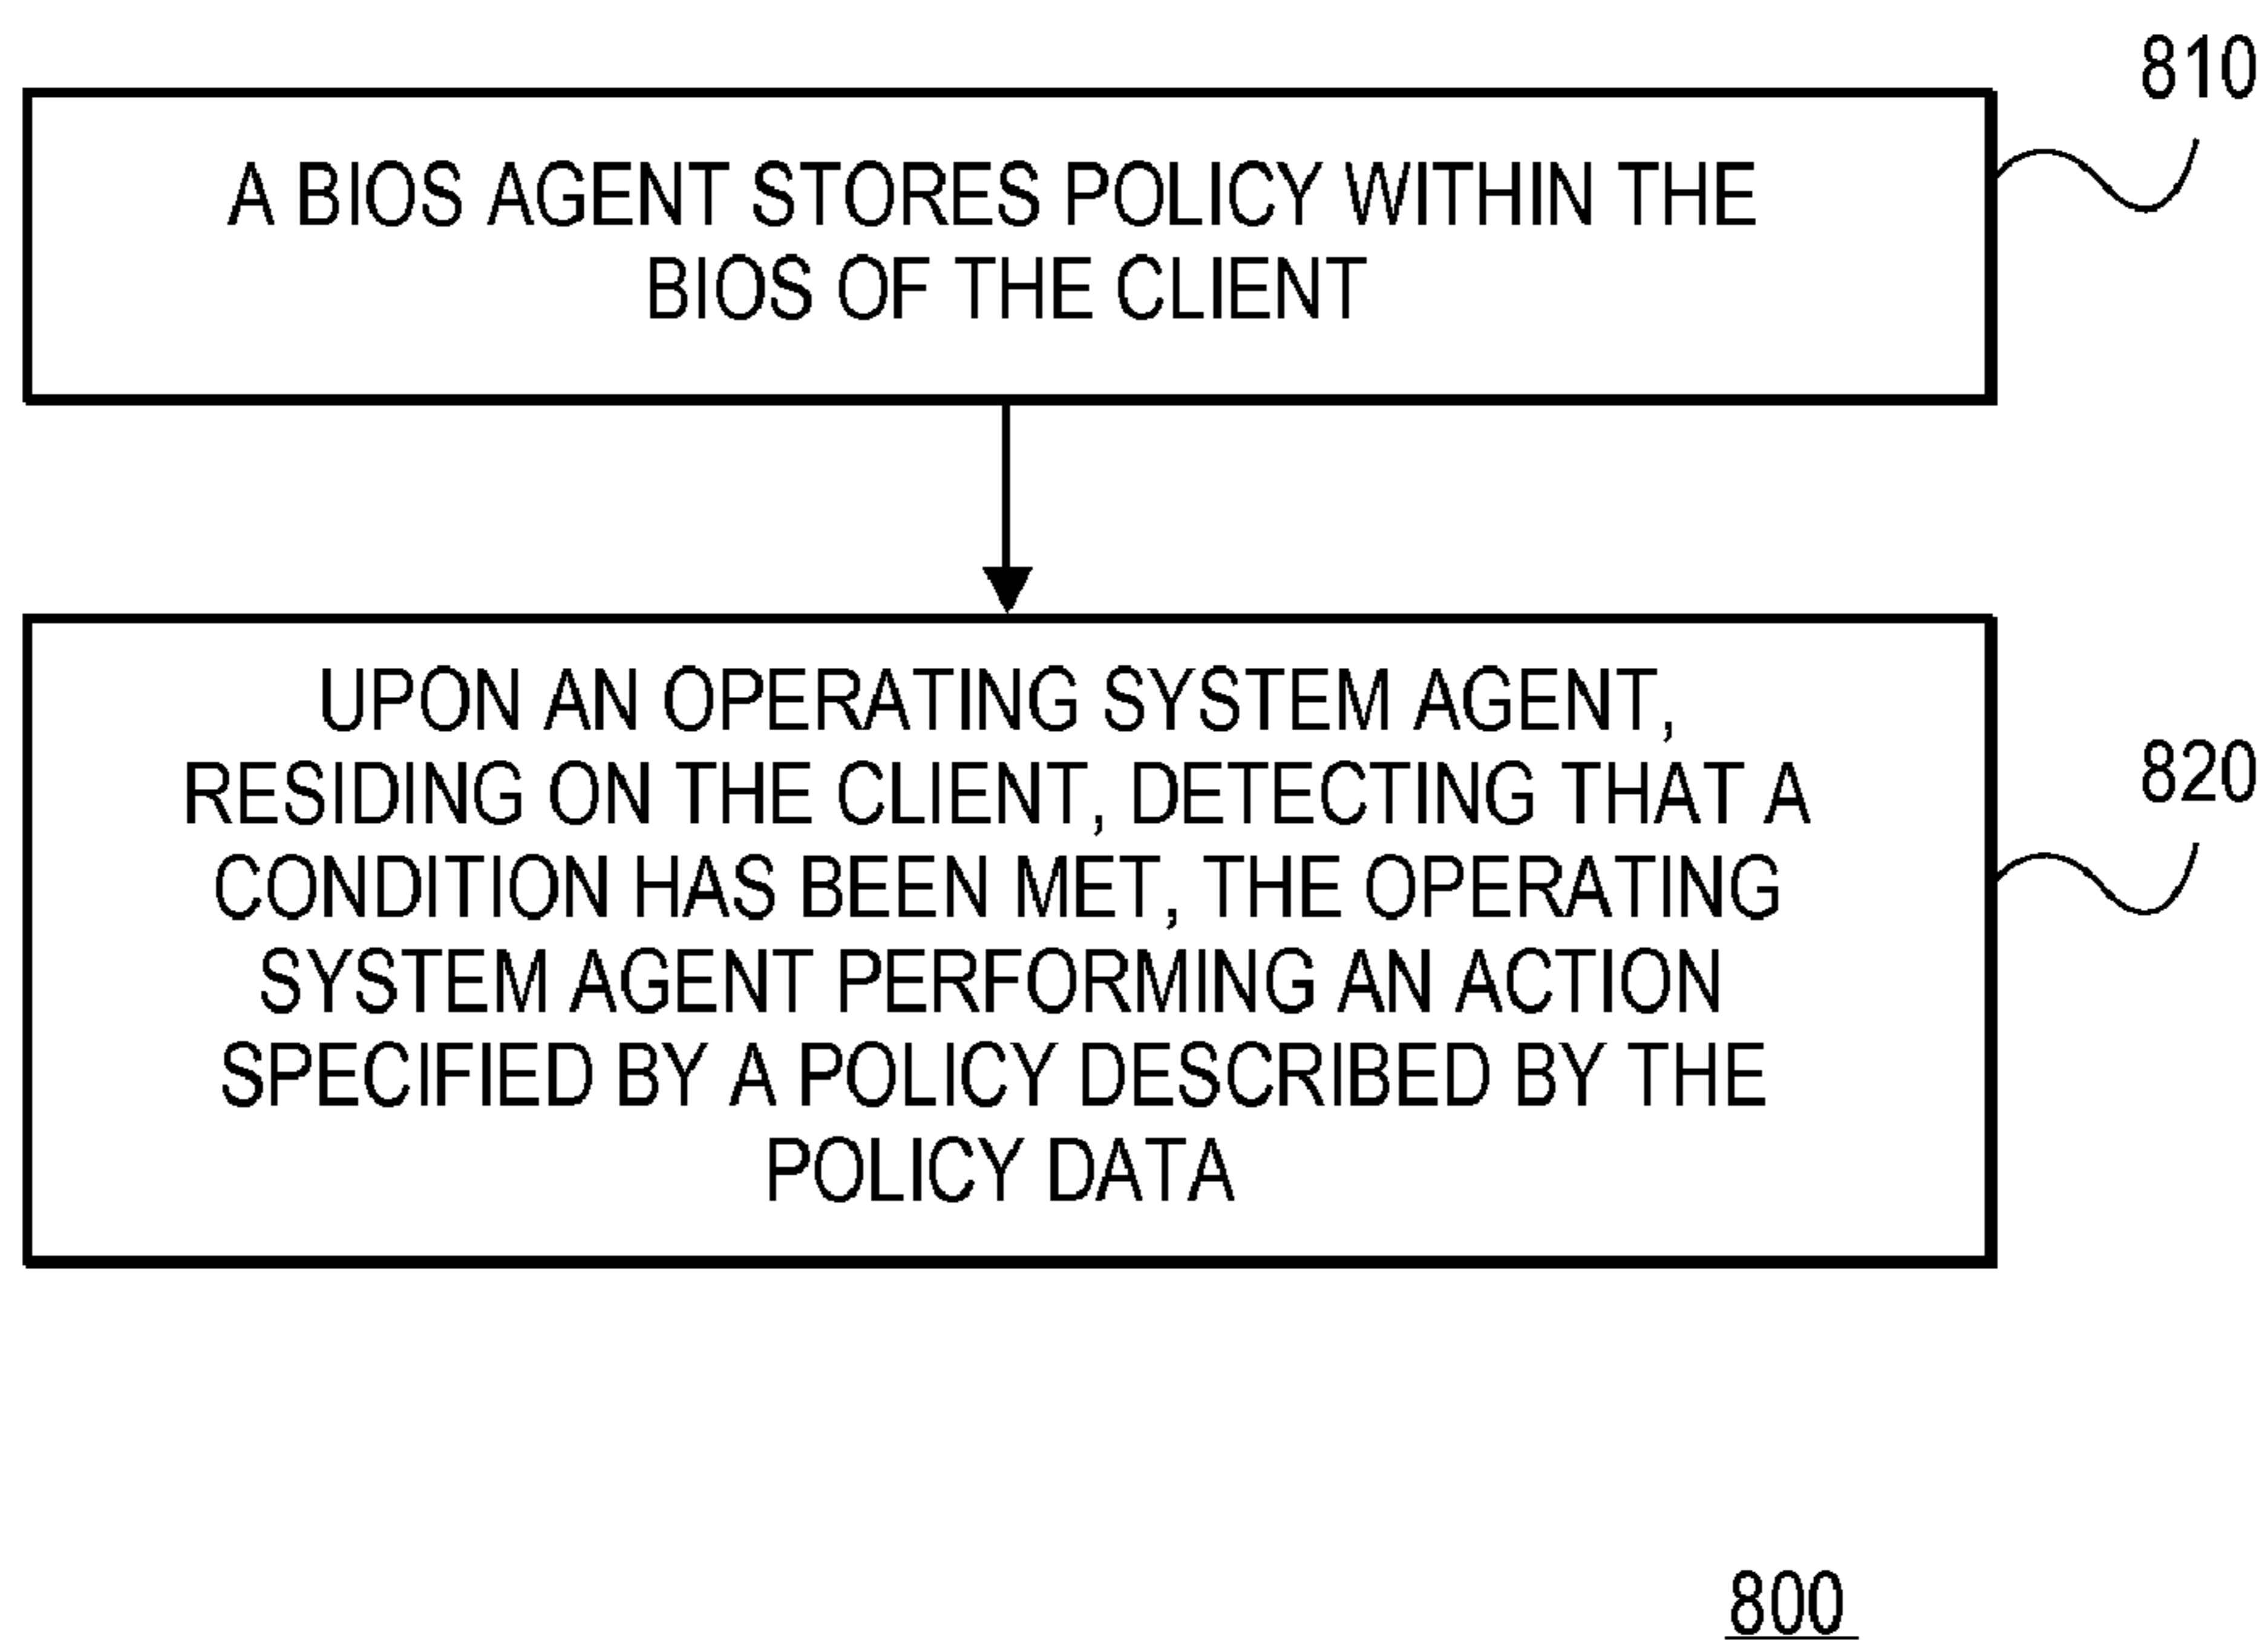 810
A BIOS AGENT STORES POLICY WITHIN THE
BIOS OF THE CLIENT
UPON AN OPERATING SYSTEM AGENT,
RESIDING ON THE CLIENT, DETECTING THAT A
CONDITION HAS BEEN MET, THE OPERATING
SYSTEM AGENT PERFORMING AN ACTION
SPECIFIED BY A POLICY DESCRIBED BY THE
POLICY DATA
820
800